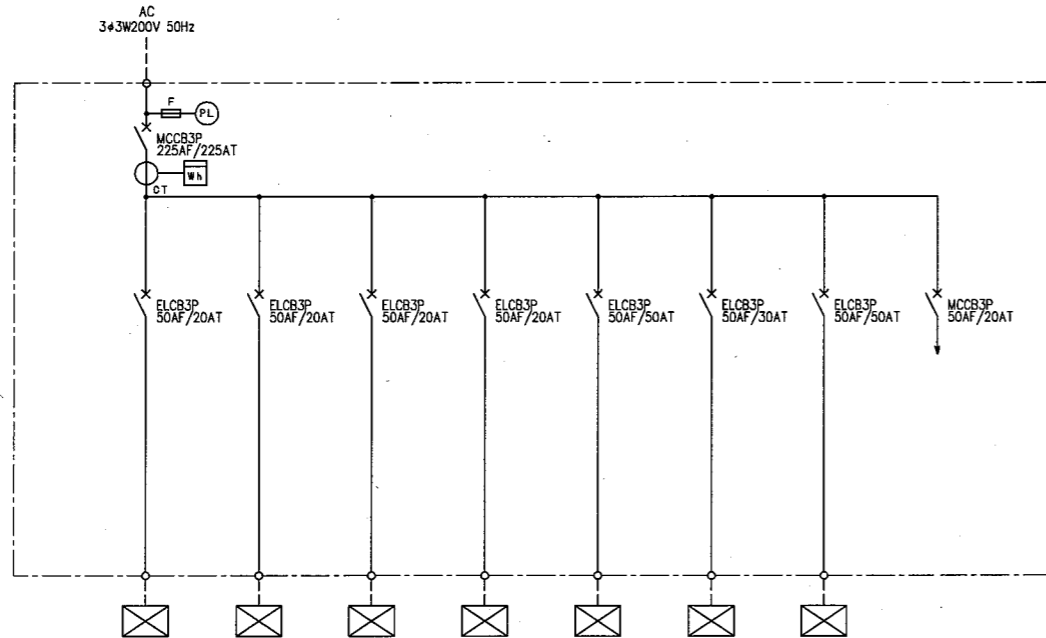 AC
3φ3W200V 50Hz
F
PL
MCCB3P
225AF/225AT
Wh
CT
ELCB3P
50AF/20AT
ELCB3P
50AF/20AT
ELCB3P
50AF/20AT
ELCB3P
50AF/20AT
ELCB3P
50AF/50AT
ELCB3P
50AF/30AT
ELCB3P
50AF/50AT
MCCB3P
50AF/20AT